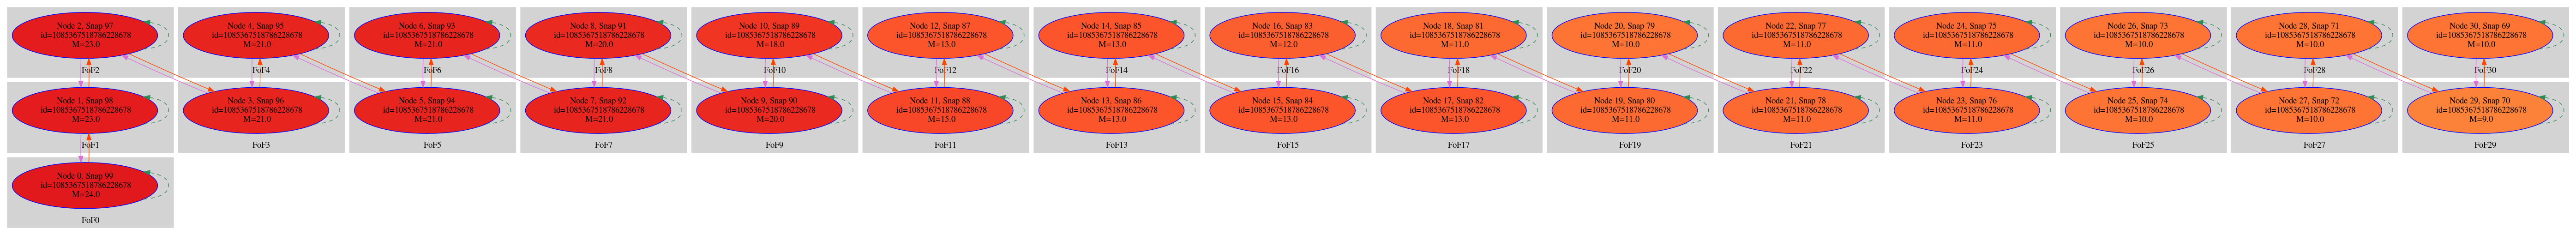 Node 2, Snap 97
id=1085367518786228678
M=23.0
FoF2
Node 4, Snap 95
id=1085367518786228678
M=21.0
FoF4
Node 6, Snap 93
id=1085367518786228678
M=21.0
FoF6
Node 8, Snap 91
id=1085367518786228678
M=20.0
FoF8
Node 10, Snap 89
id=1085367518786228678
M=18.0
FoF10
Node 12, Snap 87
id=1085367518786228678
M=13.0
FoF12
Node 14, Snap 85
id=1085367518786228678
M=13.0
FoF14
Node 16, Snap 83
id=1085367518786228678
M=12.0
FoF16
Node 18, Snap 81
id=1085367518786228678
M=11.0
FoF18
Node 20, Snap 79
id=1085367518786228678
M=10.0
FoF20
Node 22, Snap 77
id=1085367518786228678
M=11.0
FoF22
Node 24, Snap 75
id=1085367518786228678
M=11.0
FoF24
Node 26, Snap 73
id=1085367518786228678
M=10.0
FoF26
Node 28, Snap 71
id=1085367518786228678
M=10.0
FoF28
Node 30, Snap 69
id=1085367518786228678
M=10.0
FoF30
Node 1, Snap 98
id=1085367518786228678
M=23.0
FoF1
Node 3, Snap 96
id=1085367518786228678
M=21.0
FoF3
Node 5, Snap 94
id=1085367518786228678
M=21.0
FoF5
Node 7, Snap 92
id=1085367518786228678
M=21.0
FoF7
Node 9, Snap 90
id=1085367518786228678
M=20.0
FoF9
Node 11, Snap 88
id=1085367518786228678
M=15.0
FoF11
Node 13, Snap 86
id=1085367518786228678
M=13.0
FoF13
Node 15, Snap 84
id=1085367518786228678
M=13.0
FoF15
Node 17, Snap 82
id=1085367518786228678
M=13.0
FoF17
Node 19, Snap 80
id=1085367518786228678
M=11.0
FoF19
Node 21, Snap 78
id=1085367518786228678
M=11.0
FoF21
Node 23, Snap 76
id=1085367518786228678
M=11.0
FoF23
Node 25, Snap 74
id=1085367518786228678
M=10.0
FoF25
Node 27, Snap 72
id=1085367518786228678
M=10.0
FoF27
Node 29, Snap 70
id=1085367518786228678
M=9.0
FoF29
Node 0, Snap 99
id=1085367518786228678
M=24.0
FoF0